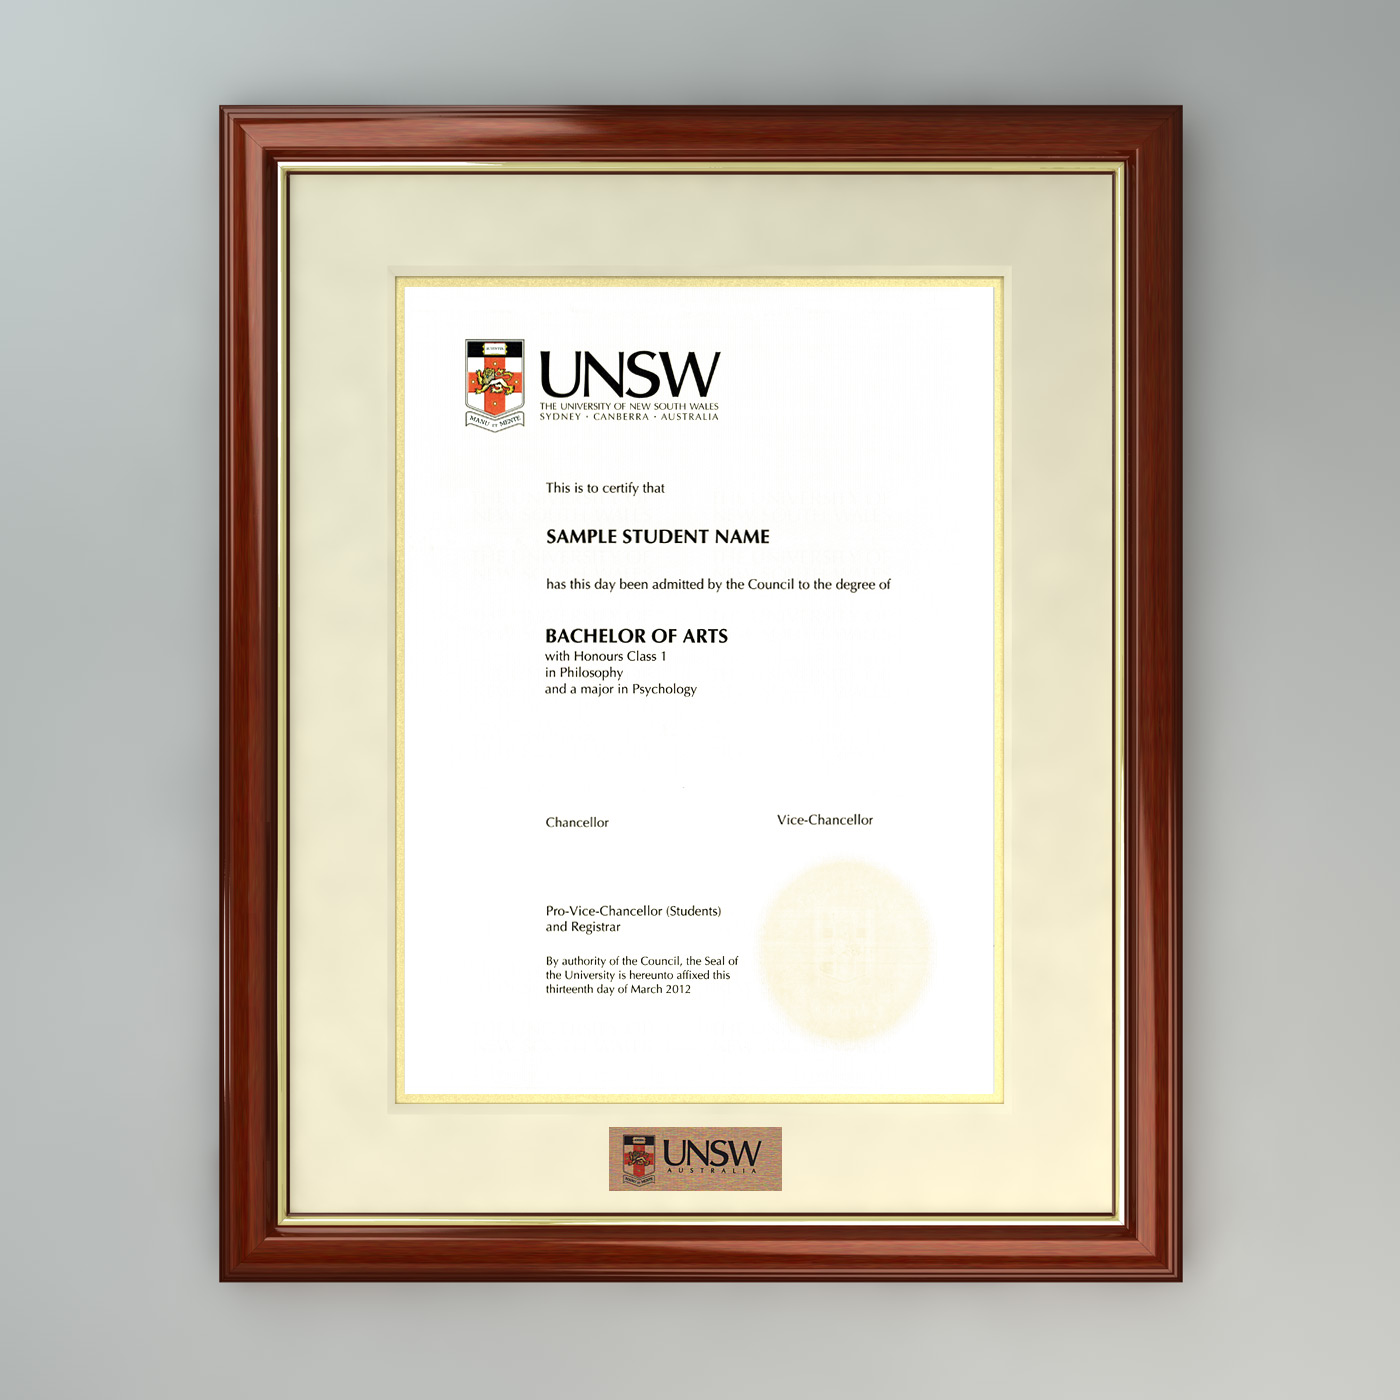 SCIENTIA
MANU ET MENTE
UNSW
THE UNIVERSITY OF NEW SOUTH WALES
SYDNEY · CANBERRA · AUSTRALIA
This is to certify that
SAMPLE STUDENT NAME
has this day been admitted by the Council to the degree of
BACHELOR OF ARTS
with Honours Class 1
in Philosophy
and a major in Psychology
Chancellor
Vice-Chancellor
Pro-Vice-Chancellor (Students)
and Registrar
By authority of the Council, the Seal of
the University is hereunto affixed this
thirteenth day of March 2012
UNSW
AUSTRALIA